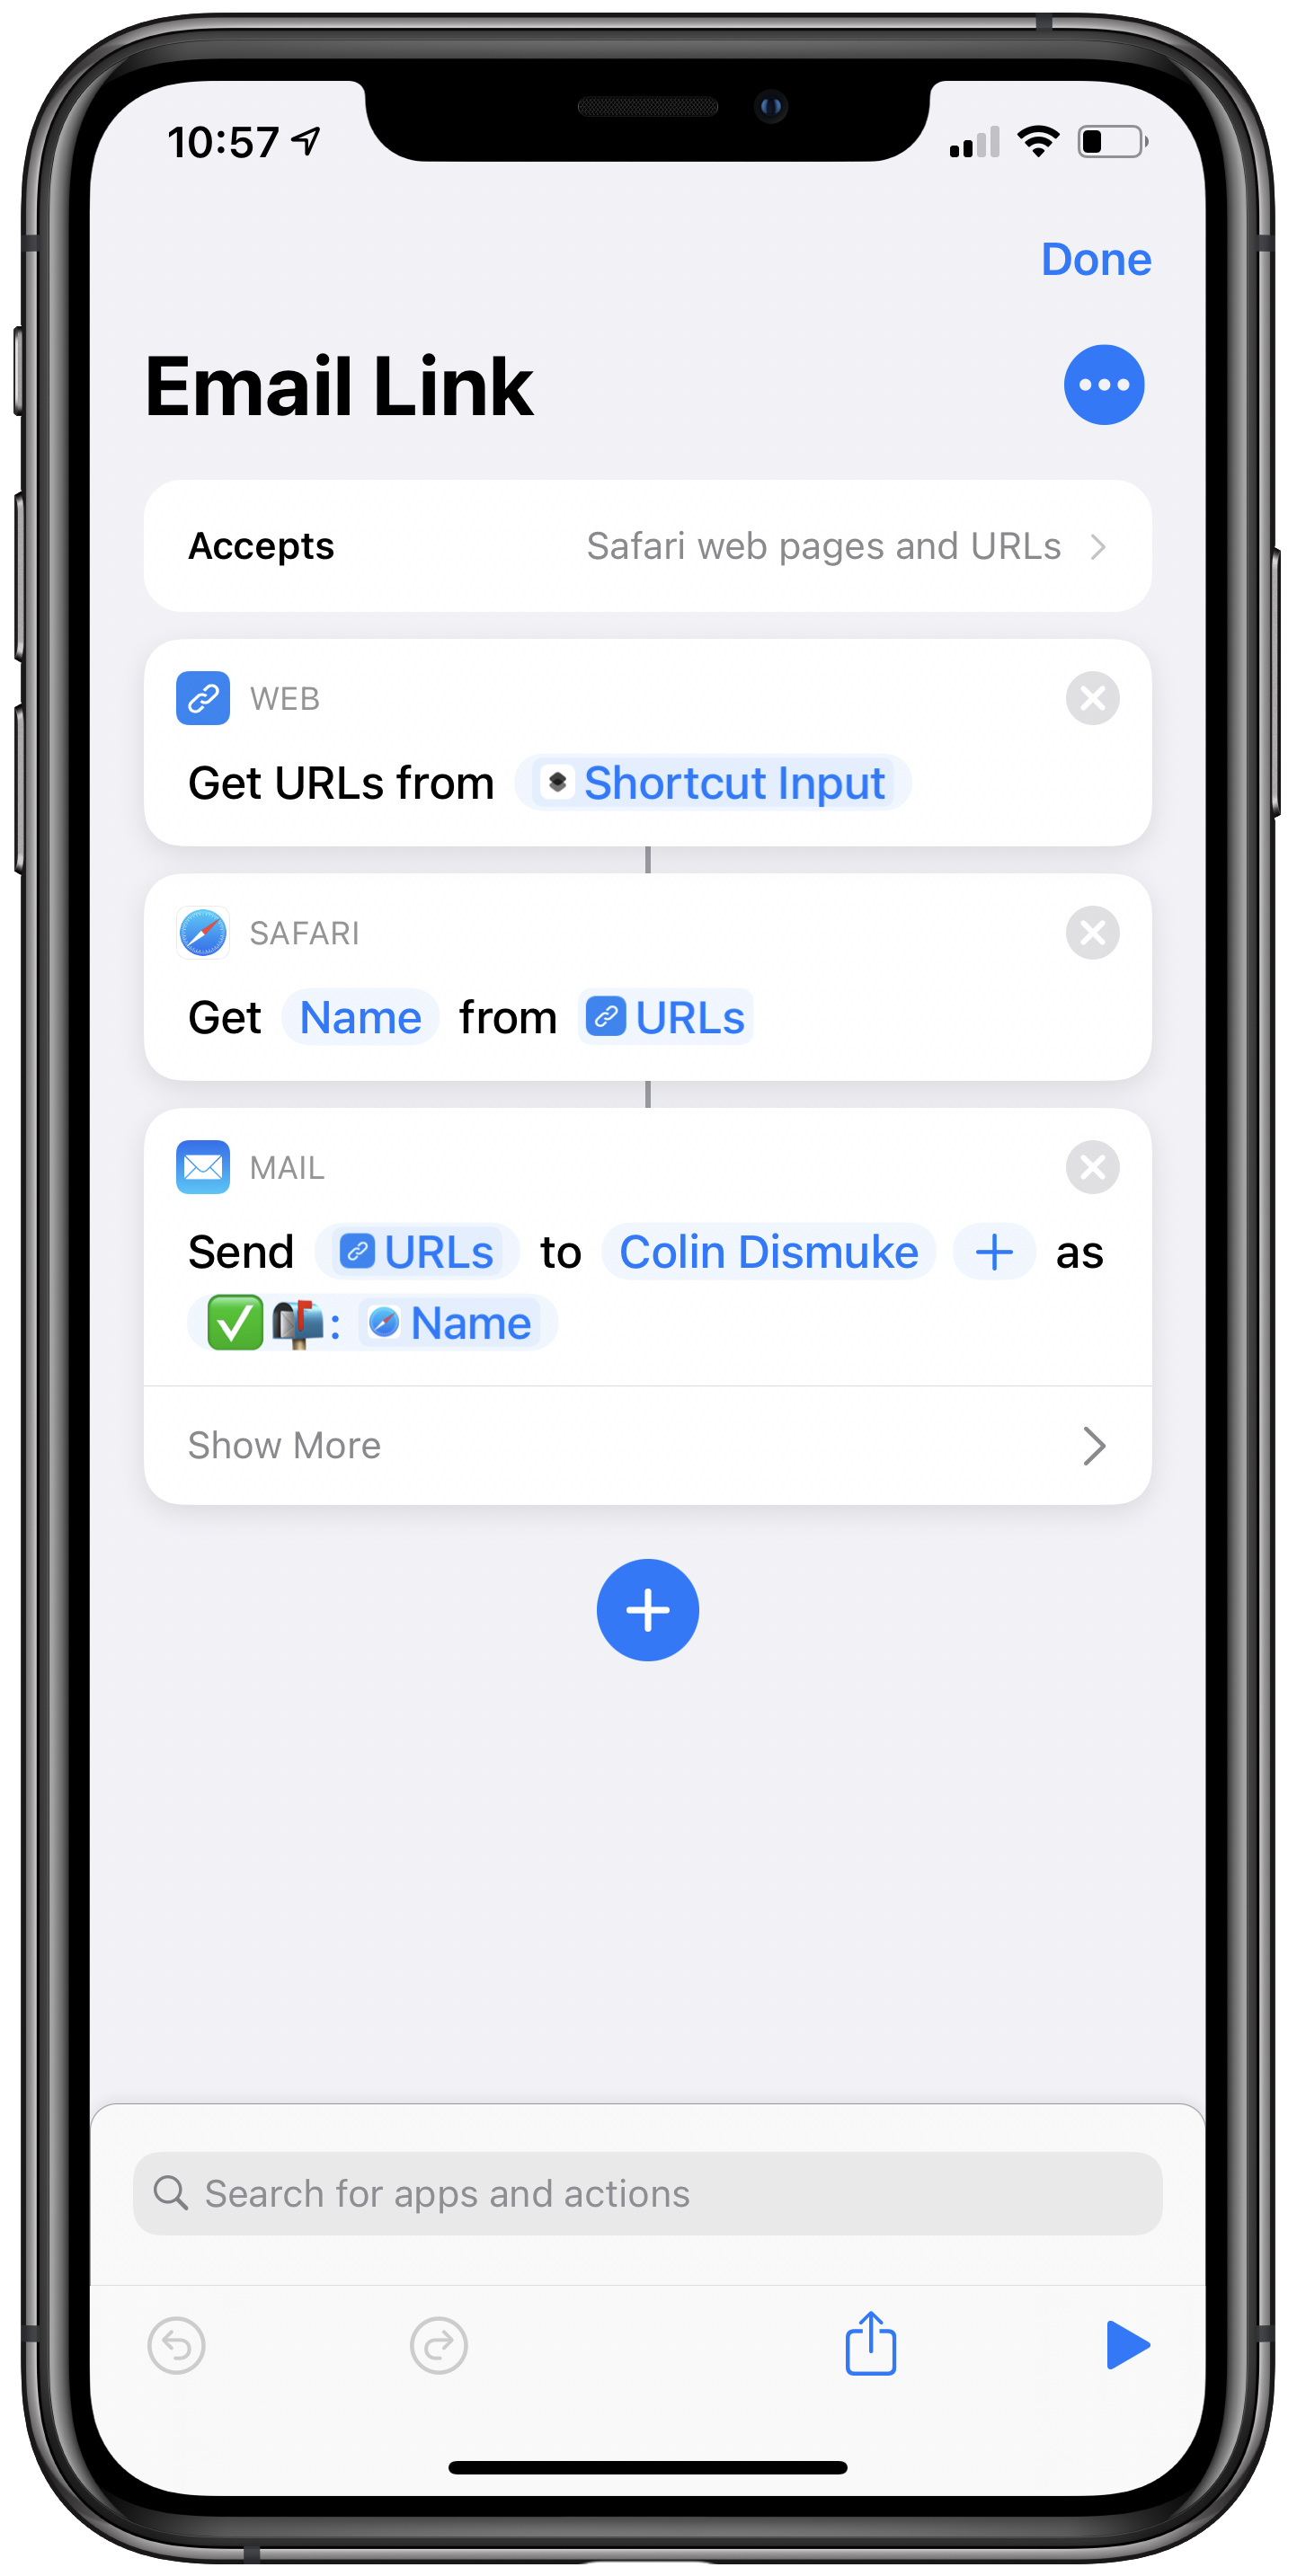 10:57
Done
Email Link
Accepts Safari web pages and URLs
WEB
Get URLs from Shortcut Input
SAFARI
Get Name from URLs
MAIL
Send URLs to Colin Dismuke + as
✅📬: Name
Show More
Search for apps and actions